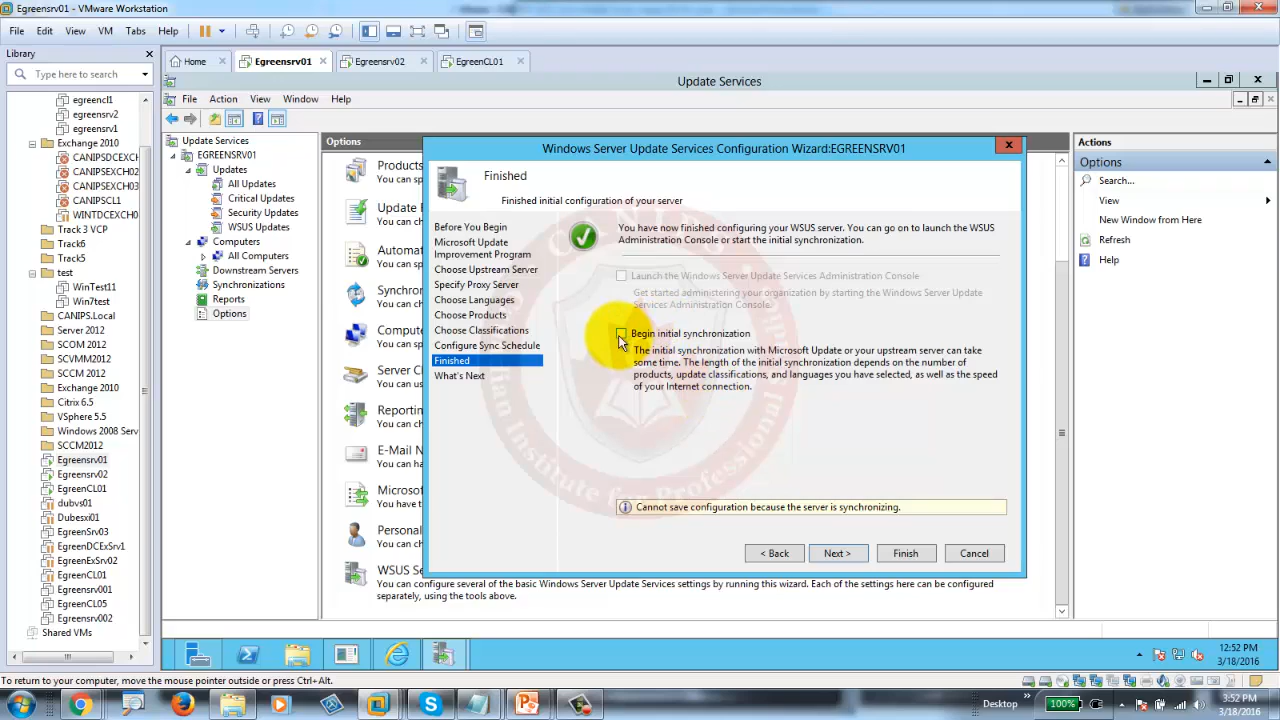 Egreensrv01 - VMware Workstation
File Edit View VM Tabs Help
Library
Type here to search
Home
Egreensrv01
Egreensrv02
EgreenCL01
egreencl1
egreensrv2
egreensrv1
Exchange 2010
CANIPSDCEXCH
CANIPSEXCH02
CANIPSEXCH03
CANIPSCL1
WINTDCEXCH0
Track 3 VCP
Track6
Track5
test
WinTest11
Win7test
CANIPS.Local
Server 2012
SCOM 2012
SCVMM2012
SCCM 2012
Exchange 2010
Citrix 6.5
VSphere 5.5
Windows 2008 Serv
SCCM2012
Egreensrv01
Egreensrv02
EgreenCL01
dubvs01
Dubesxi01
EgreenSrv03
EgreenDCExSrv1
EgreenExSrv02
EgreenCL01
Egreensrv001
EgreenCL05
Egreensrv002
Shared VMs
Update Services
File Action View Window Help
Update Services
EGREENSRV01
Updates
All Updates
Critical Updates
Security Updates
WSUS Updates
Computers
All Computers
Downstream Servers
Synchronizations
Reports
Options
Options
Products
You can sp
Update
You can sp
Automa
You can sp
Synchro
You can ch
Comput
You can sp
Server C
You can us
Reportin
You can ch
E-Mail N
You can ha
Microso
You have t
Personal
You can ch
WSUS Se
You can configure several of the basic Windows Server Update Services settings by running this wizard. Each of the settings here can be configured
separately, using the tools above.
Windows Server Update Services Configuration Wizard:EGREENSRV01
Finished
Finished initial configuration of your server
Before You Begin
Microsoft Update
Improvement Program
Choose Upstream Server
Specify Proxy Server
Choose Languages
Choose Products
Choose Classifications
Configure Sync Schedule
Finished
What's Next
You have now finished configuring your WSUS server. You can go on to launch the WSUS
Administration Console or start the initial synchronization.
Launch the Windows Server Update Services Administration Console
Get started administering your organization by starting the Windows Server Update
Services Administration Console.
Begin initial synchronization
The initial synchronization with Microsoft Update or your upstream server can take
some time. The length of the initial synchronization depends on the number of
products, update classifications, and languages you have selected, as well as the speed
of your Internet connection.
Cannot save configuration because the server is synchronizing.
< Back Next > Finish Cancel
Actions
Options
Search...
View
New Window from Here
Refresh
Help
12:52 PM
3/18/2016
To return to your computer, move the mouse pointer outside or press Ctrl+Alt.
Desktop
100%
3:52 PM
3/18/2016